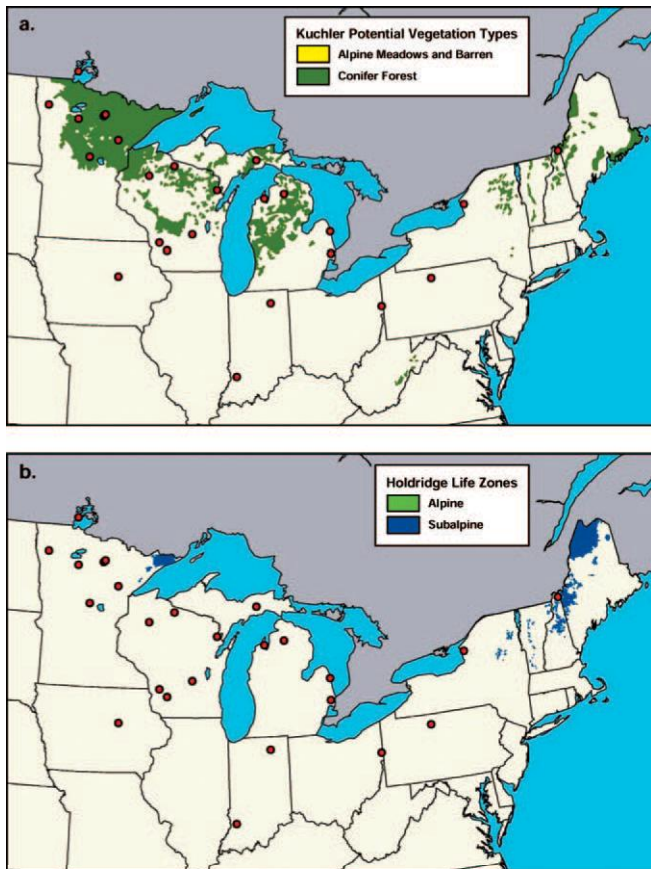 a.
Kuchler Potential Vegetation Types
Alpine Meadows and Barren
Conifer Forest
b.
Holdridge Life Zones
Alpine
Subalpine